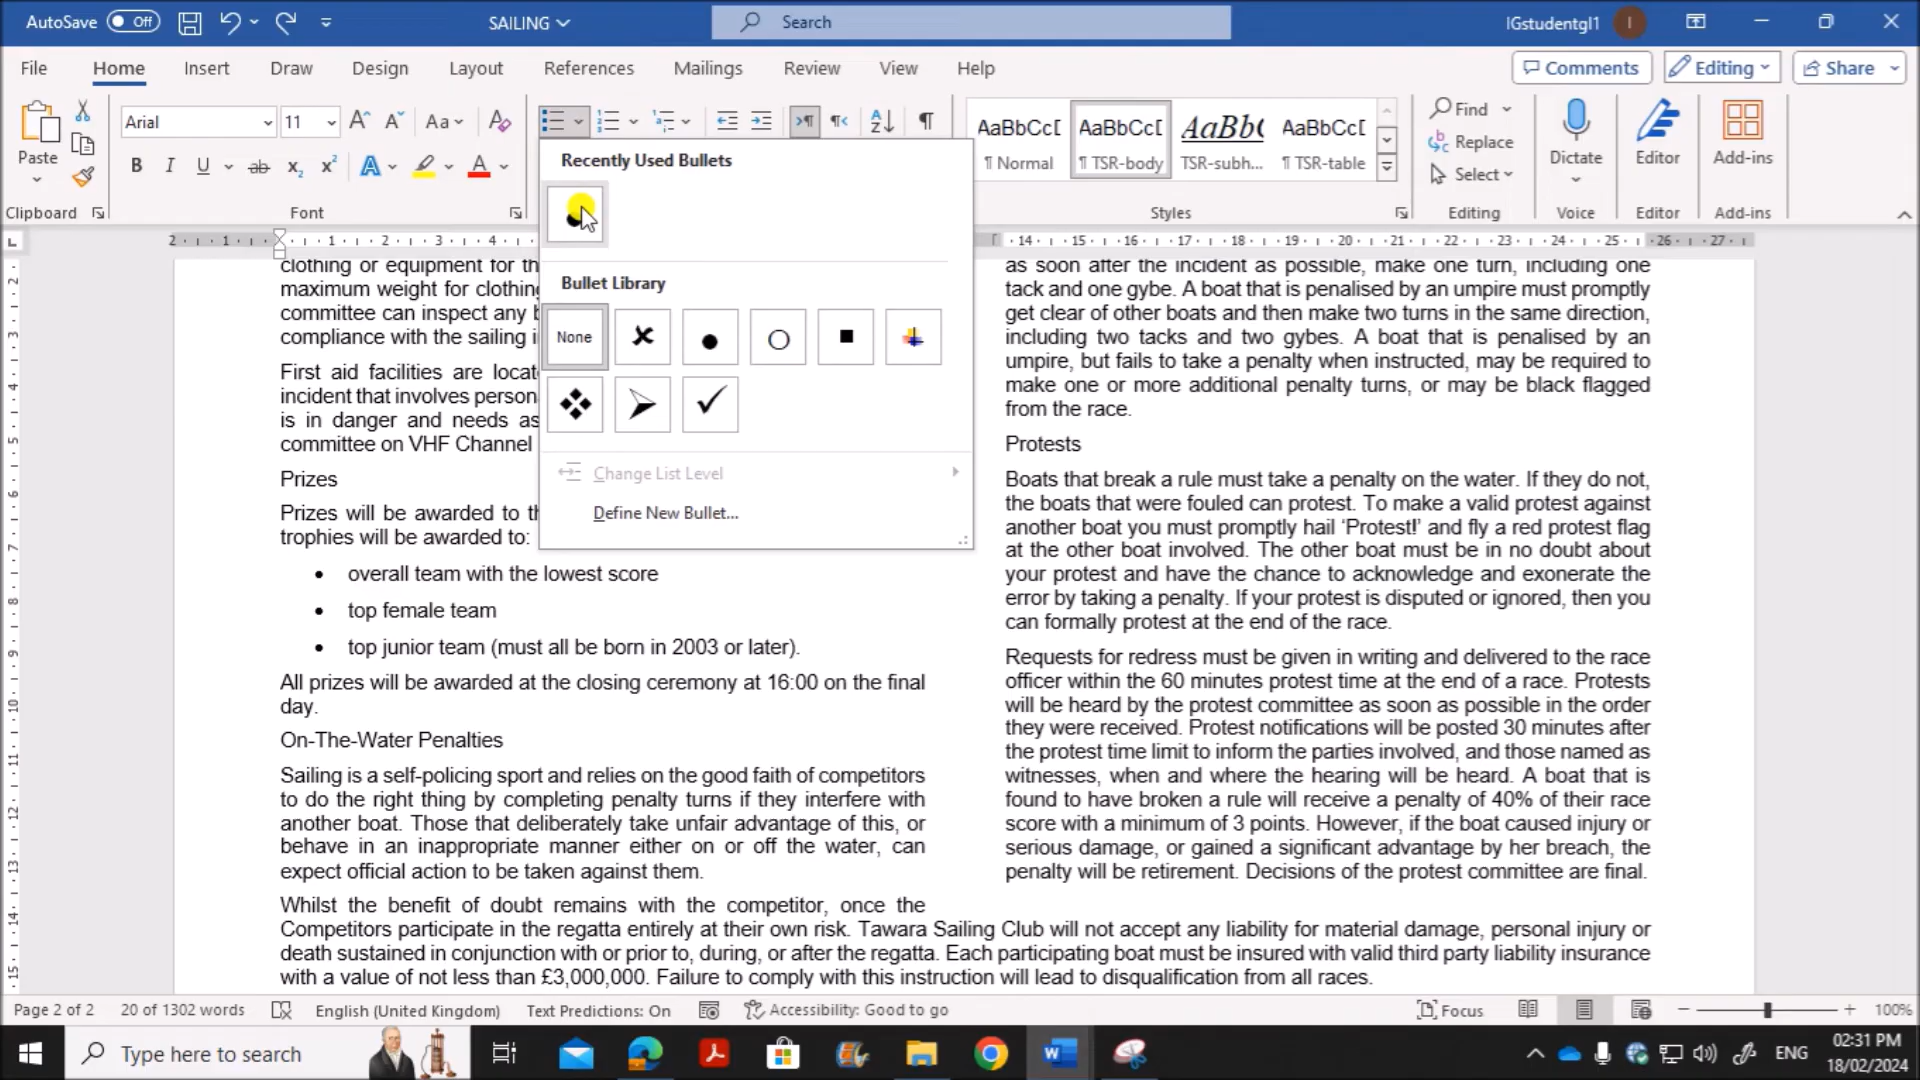 AutoSave Off SAILING Search IGstudentgl1 I
File Home Insert Draw Design Layout References Mailings Review View Help Comments Editing Share
Paste Arial 11 Aa AaBbCcD AaBbCcD AaBb( AaBbCcD Find Replace Select Dictate Editor Add-ins
B I U ab x₂ x² A A ¶ Normal ¶ TSR-body TSR-subh... ¶ TSR-table
Clipboard Font Styles Editing Voice Editor Add-ins
Recently Used Bullets
Bullet Library
None
Change List Level
Define New Bullet...
2 1 1 2 3 4 14 15 16 17 18 19 20 21 22 23 24 25 26 27
clothing or equipment for th
maximum weight for clothing
committee can inspect any b
compliance with the sailing i
First aid facilities are locat
incident that involves person
is in danger and needs as
committee on VHF Channel
Prizes
Prizes will be awarded to th
trophies will be awarded to:
• overall team with the lowest score
• top female team
• top junior team (must all be born in 2003 or later).
All prizes will be awarded at the closing ceremony at 16:00 on the final
day.
On-The-Water Penalties
Sailing is a self-policing sport and relies on the good faith of competitors
to do the right thing by completing penalty turns if they interfere with
another boat. Those that deliberately take unfair advantage of this, or
behave in an inappropriate manner either on or off the water, can
expect official action to be taken against them.
Whilst the benefit of doubt remains with the competitor, once the
as soon after the incident as possible, make one turn, including one
tack and one gybe. A boat that is penalised by an umpire must promptly
get clear of other boats and then make two turns in the same direction,
including two tacks and two gybes. A boat that is penalised by an
umpire, but fails to take a penalty when instructed, may be required to
make one or more additional penalty turns, or may be black flagged
from the race.
Protests
Boats that break a rule must take a penalty on the water. If they do not,
the boats that were fouled can protest. To make a valid protest against
another boat you must promptly hail ‘Protest!’ and fly a red protest flag
at the other boat involved. The other boat must be in no doubt about
your protest and have the chance to acknowledge and exonerate the
error by taking a penalty. If your protest is disputed or ignored, then you
can formally protest at the end of the race.
Requests for redress must be given in writing and delivered to the race
officer within the 60 minutes protest time at the end of a race. Protests
will be heard by the protest committee as soon as possible in the order
they were received. Protest notifications will be posted 30 minutes after
the protest time limit to inform the parties involved, and those named as
witnesses, when and where the hearing will be heard. A boat that is
found to have broken a rule will receive a penalty of 40% of their race
score with a minimum of 3 points. However, if the boat caused injury or
serious damage, or gained a significant advantage by her breach, the
penalty will be retirement. Decisions of the protest committee are final.
Competitors participate in the regatta entirely at their own risk. Tawara Sailing Club will not accept any liability for material damage, personal injury or
death sustained in conjunction with or prior to, during, or after the regatta. Each participating boat must be insured with valid third party liability insurance
with a value of not less than £3,000,000. Failure to comply with this instruction will lead to disqualification from all races.
Page 2 of 2 20 of 1302 words English (United Kingdom) Text Predictions: On Accessibility: Good to go Focus 100%
Type here to search ENG 02:31 PM
18/02/2024